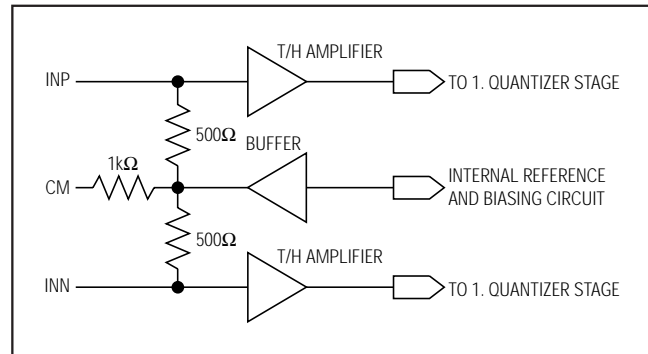 T/H AMPLIFIER
INP
TO 1. QUANTIZER STAGE
500Ω
1kΩ
BUFFER
CM
INTERNAL REFERENCE
AND BIASING CIRCUIT
500Ω
T/H AMPLIFIER
INN
TO 1. QUANTIZER STAGE